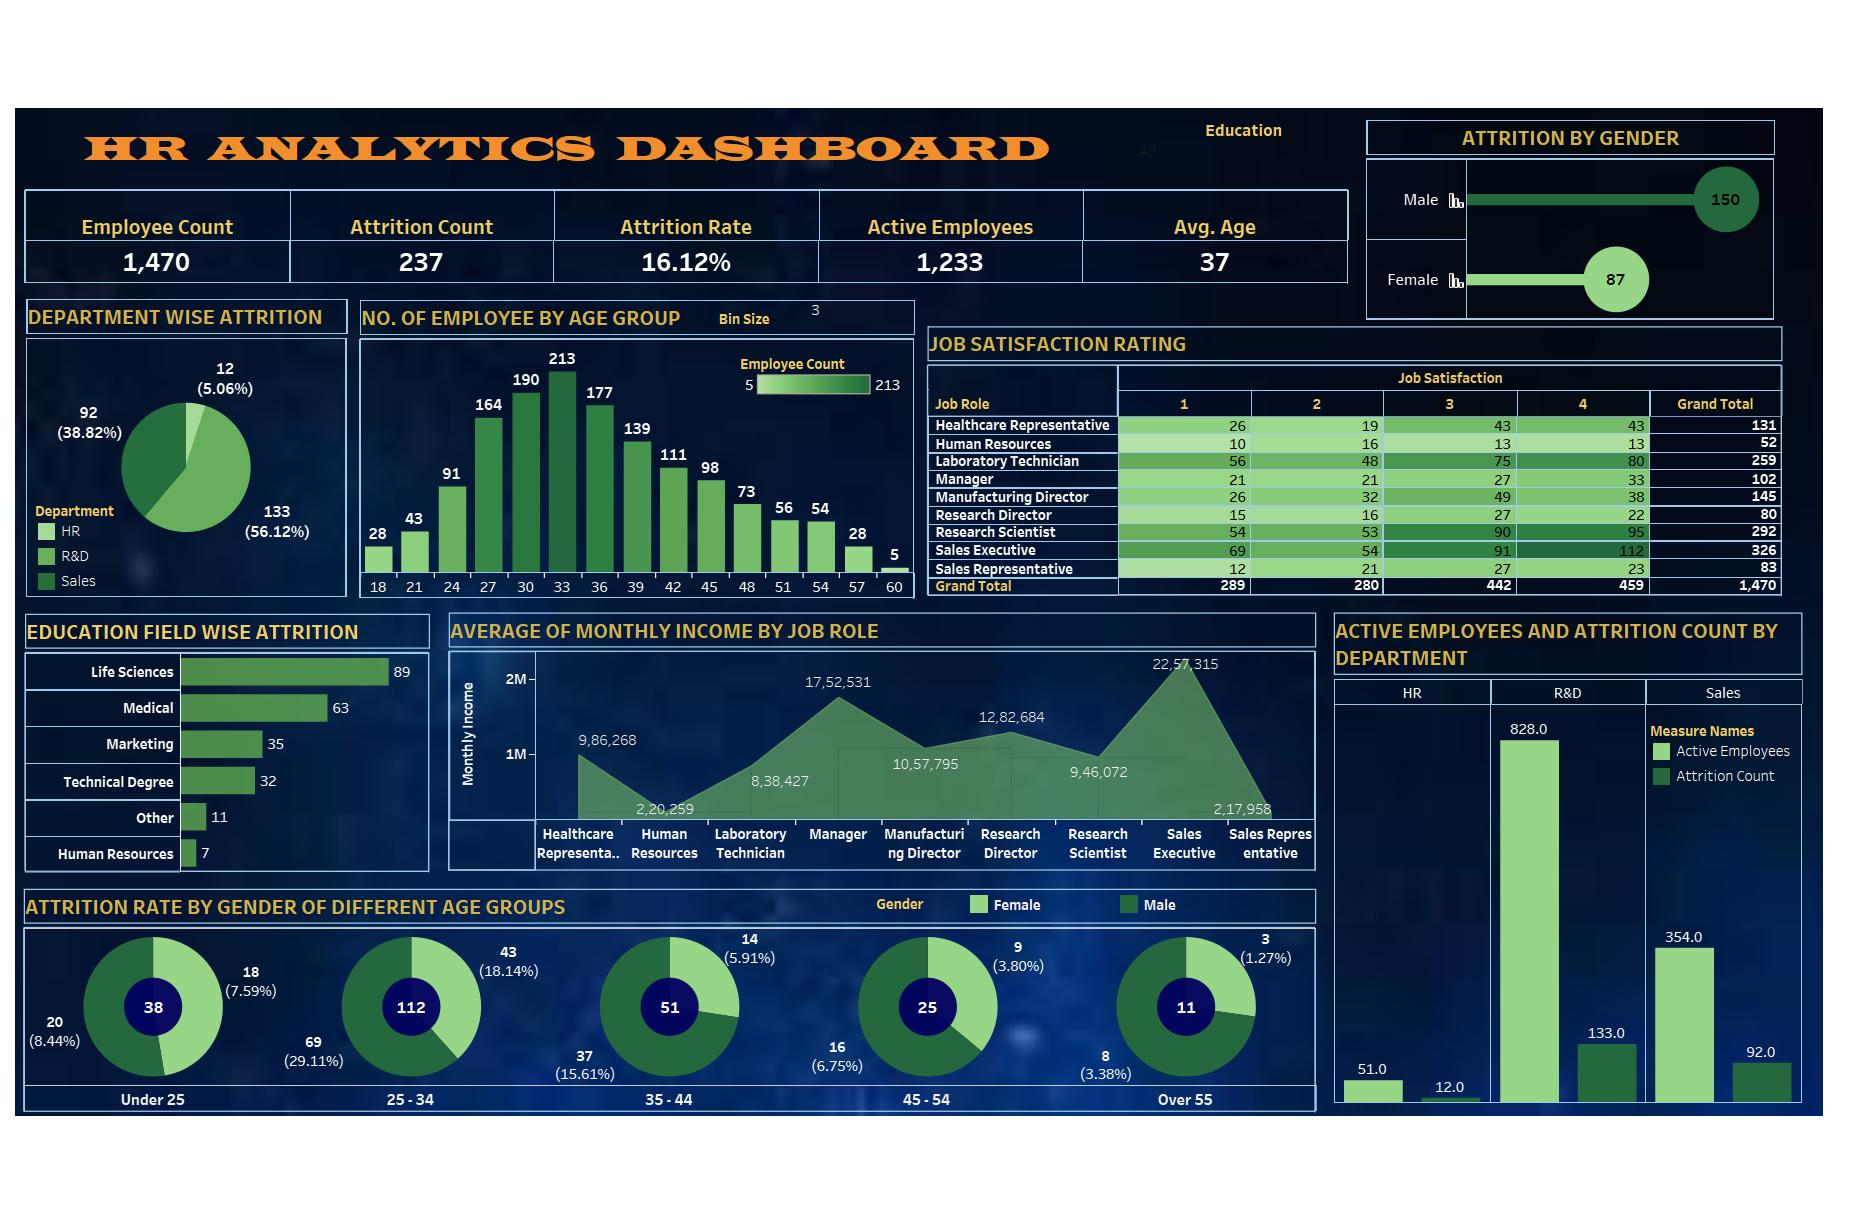 HR ANALYTICS DASHBOARD
Education
All
Employee Count
Attrition Count
Attrition Rate
Active Employees
Avg. Age
1,470
237
16.12%
1,233
37
ATTRITION BY GENDER
Male
150
Female
87
DEPARTMENT WISE ATTRITION
12
(5.06%)
92
(38.82%)
133
(56.12%)
Department
HR
R&D
Sales
NO. OF EMPLOYEE BY AGE GROUP
Bin Size
3
Employee Count
5
213
28
43
91
164
190
213
177
139
111
98
73
56
54
28
5
18 21 24 27 30 33 36 39 42 45 48 51 54 57 60
JOB SATISFACTION RATING
Job Satisfaction
Job Role 1 2 3 4 Grand Total
Healthcare Representative 26 19 43 43 131
Human Resources 10 16 13 13 52
Laboratory Technician 56 48 75 80 259
Manager 21 21 27 33 102
Manufacturing Director 26 32 49 38 145
Research Director 15 16 27 22 80
Research Scientist 54 53 90 95 292
Sales Executive 69 54 91 112 326
Sales Representative 12 21 27 23 83
Grand Total 289 280 442 459 1,470
EDUCATION FIELD WISE ATTRITION
Life Sciences 89
Medical 63
Marketing 35
Technical Degree 32
Other 11
Human Resources 7
AVERAGE OF MONTHLY INCOME BY JOB ROLE
Monthly Income
2M
1M
9,86,268
2,20,259
8,38,427
17,52,531
10,57,795
12,82,684
9,46,072
22,57,315
2,17,958
Healthcare
Representa..
Human
Resources
Laboratory
Technician
Manager
Manufacturi
ng Director
Research
Director
Research
Scientist
Sales
Executive
Sales Repres
entative
ACTIVE EMPLOYEES AND ATTRITION COUNT BY
DEPARTMENT
HR
R&D
Sales
Measure Names
Active Employees
Attrition Count
51.0
12.0
828.0
133.0
354.0
92.0
ATTRITION RATE BY GENDER OF DIFFERENT AGE GROUPS
Gender
Female
Male
18
(7.59%)
38
20
(8.44%)
43
(18.14%)
112
69
(29.11%)
14
(5.91%)
51
37
(15.61%)
9
(3.80%)
25
16
(6.75%)
3
(1.27%)
11
8
(3.38%)
Under 25
25 - 34
35 - 44
45 - 54
Over 55